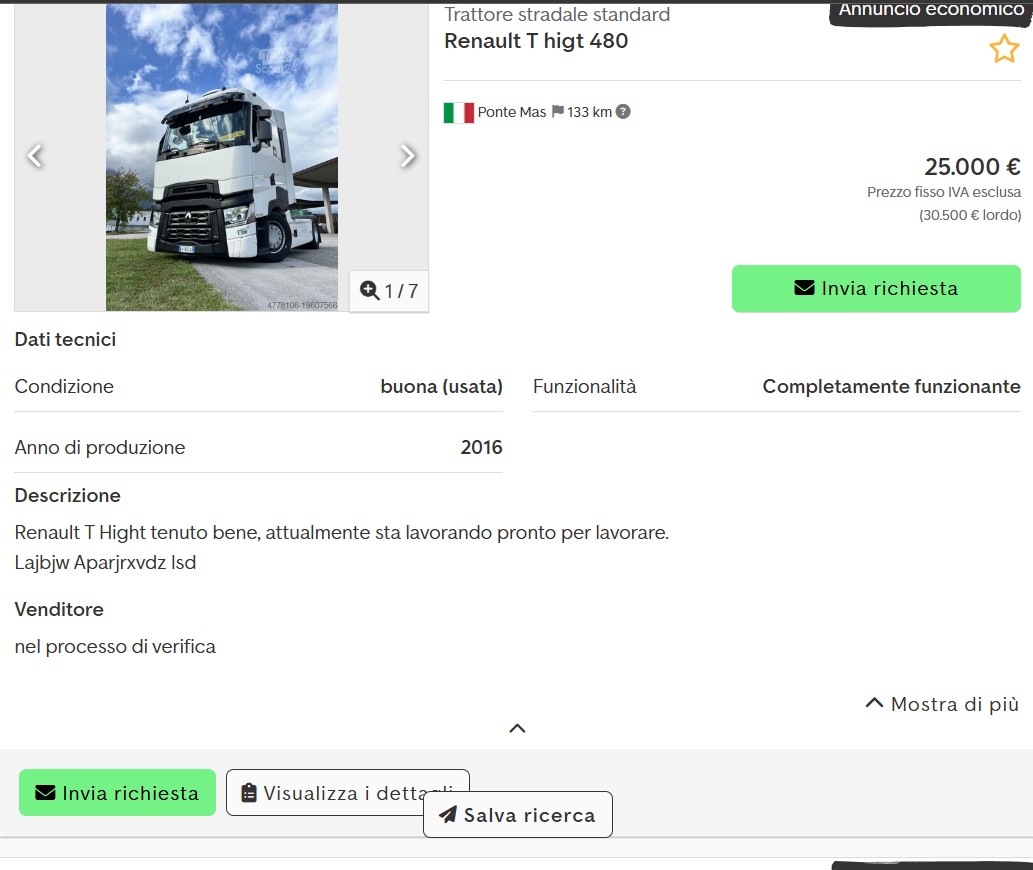 Annuncio economico
Trattore stradale standard
Renault T higt 480
Ponte Mas 133 km ?
25.000 €
Prezzo fisso IVA esclusa
(30.500 € lordo)
Invia richiesta
4778106-19607566
1 / 7
Dati tecnici
Condizione buona (usata)
Funzionalità Completamente funzionante
Anno di produzione 2016
Descrizione
Renault T Hight tenuto bene, attualmente sta lavorando pronto per lavorare.
Lajbjw Aparjrxvdz Isd
Venditore
nel processo di verifica
Mostra di più
Invia richiesta
Visualizza i dettagli
Salva ricerca